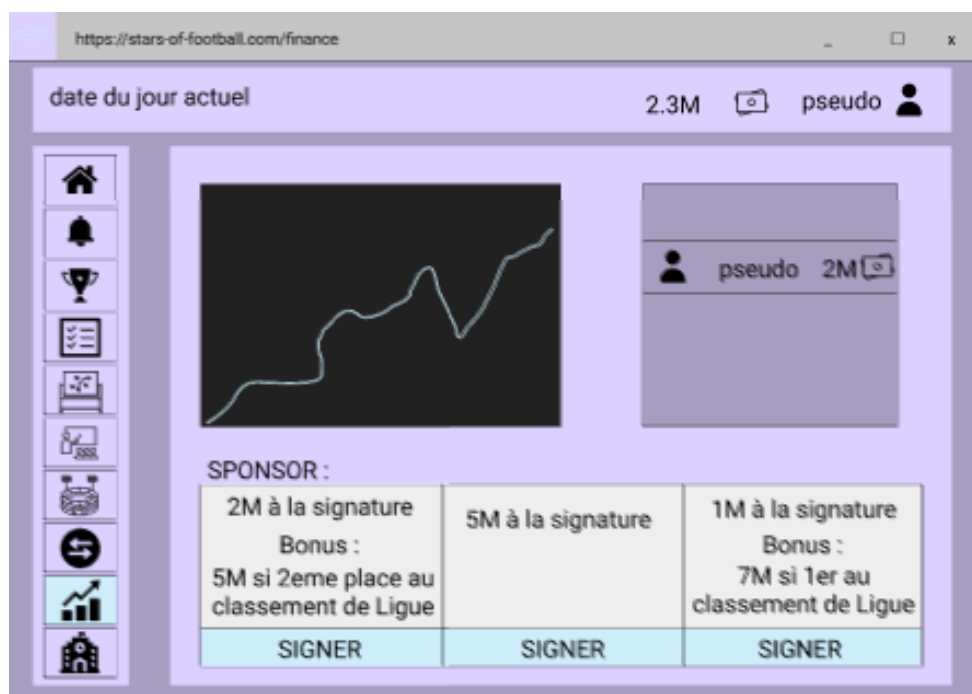 https://stars-of-football.com/finance
date du jour actuel
2.3M
pseudo
pseudo 2M
SPONSOR :
2M à la signature
Bonus :
5M si 2eme place au
classement de Ligue
SIGNER
5M à la signature
SIGNER
1M à la signature
Bonus :
7M si 1er au
classement de Ligue
SIGNER